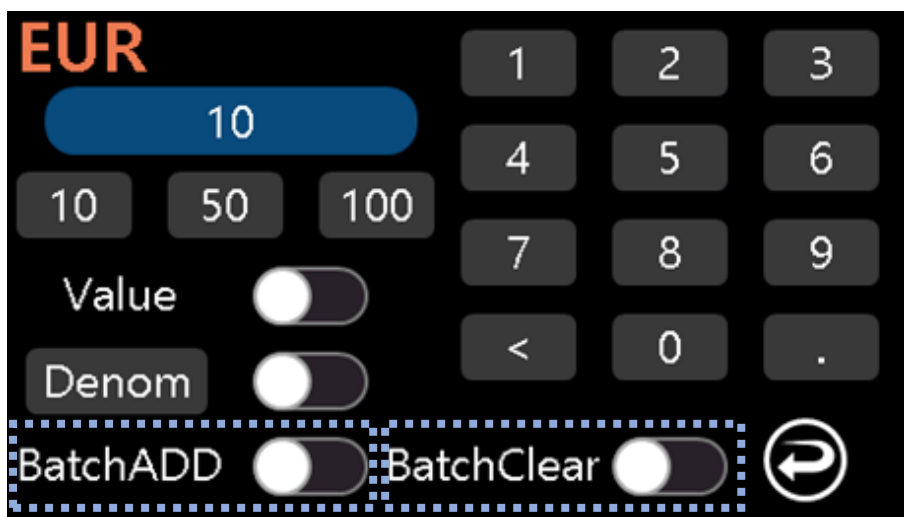 EUR
10
10 50 100
Value
Denom
BatchADD
BatchClear
1 2 3
4 5 6
7 8 9
< 0 .